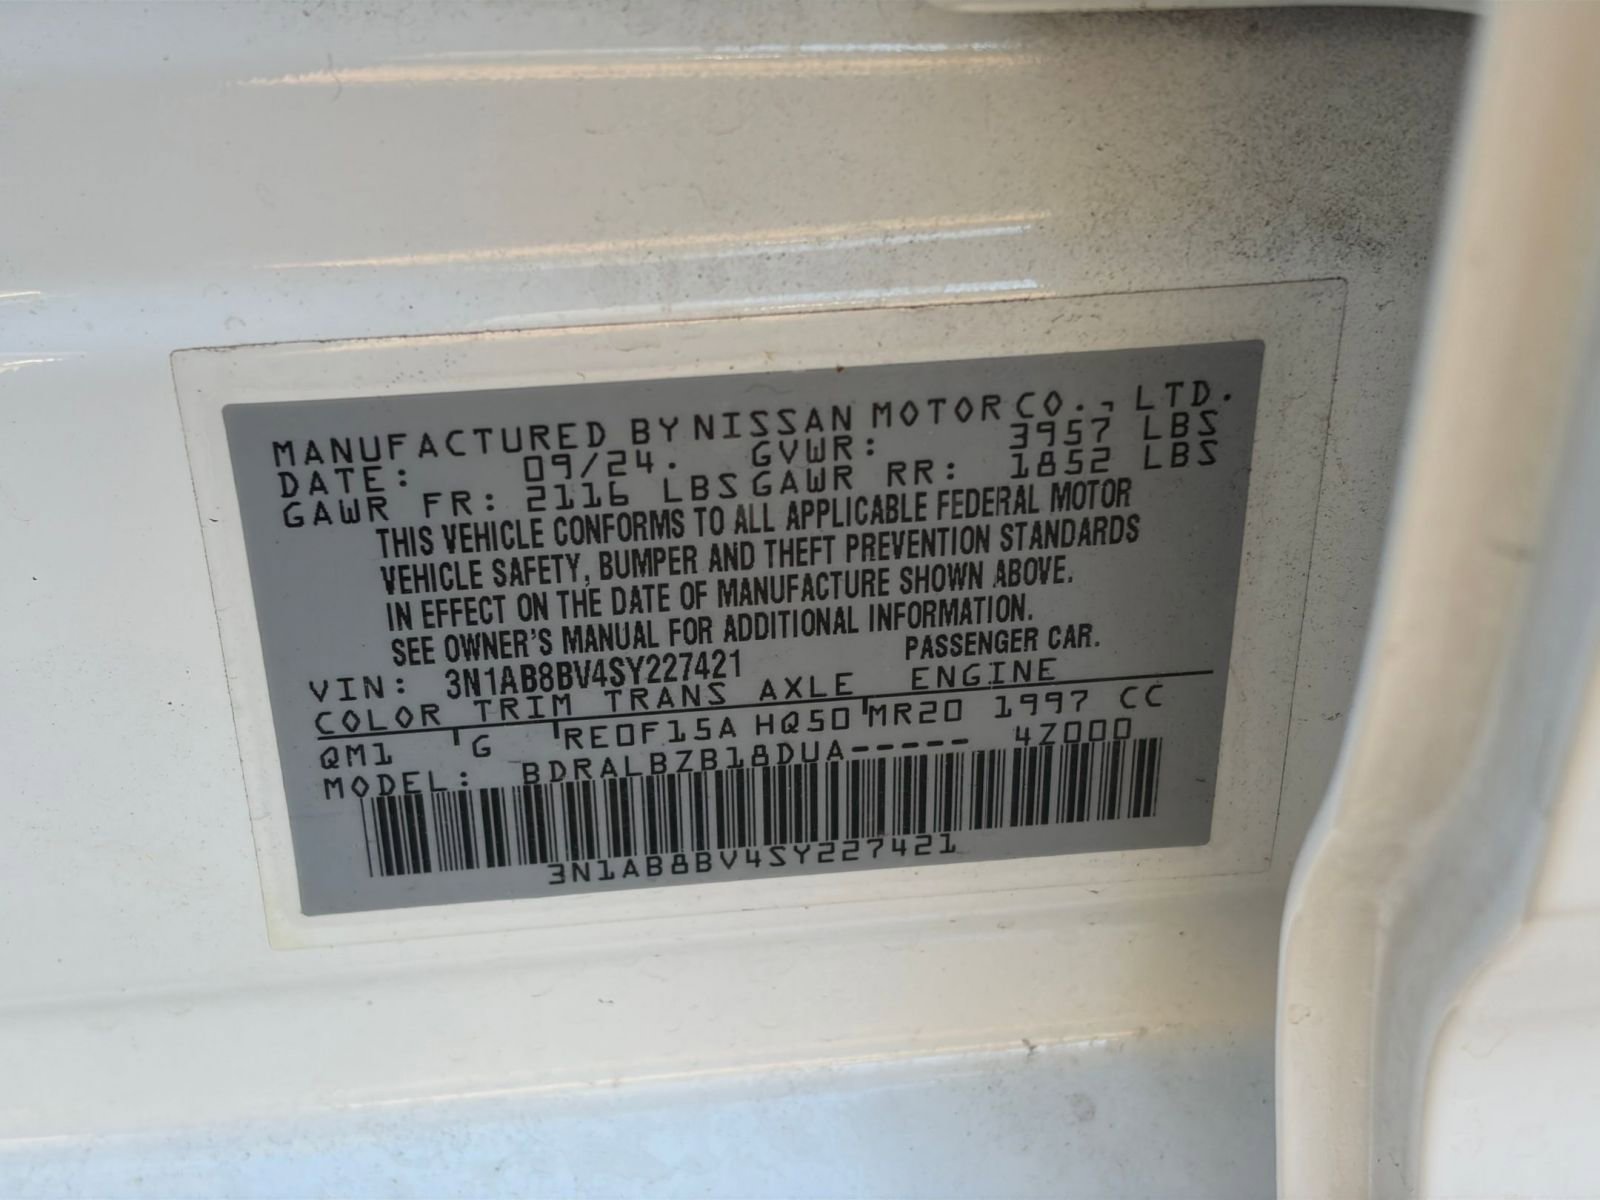 MANUFACTURED BY NISSAN MOTOR CO., LTD.
DATE: 09/24. GVWR: 3957 LBS
GAWR FR: 2116 LBS GAWR RR: 1852 LBS
THIS VEHICLE CONFORMS TO ALL APPLICABLE FEDERAL MOTOR
VEHICLE SAFETY, BUMPER AND THEFT PREVENTION STANDARDS
IN EFFECT ON THE DATE OF MANUFACTURE SHOWN ABOVE.
SEE OWNER'S MANUAL FOR ADDITIONAL INFORMATION.
VIN: 3N1AB8BV4SY227421 PASSENGER CAR.
COLOR TRIM TRANS AXLE ENGINE
QM1 G RE0F15A HQ50 MR20 1997 CC
MODEL: BDRALBZB18DUA----- 4Z000
3N1AB8BV4SY227421